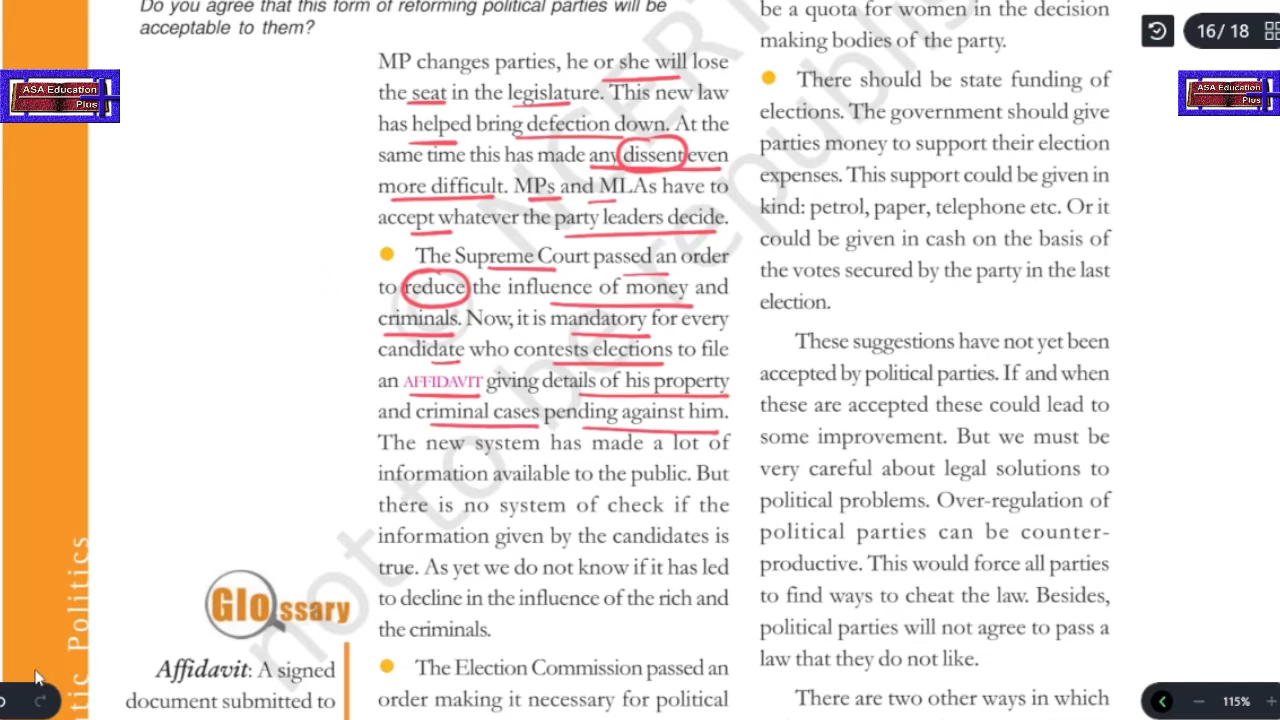 Do you agree that this form of reforming political parties will be
acceptable to them?
MP changes parties, he or she will lose
the seat in the legislature. This new law
has helped bring defection down. At the
same time this has made any dissent even
more difficult. MPs and MLAs have to
accept whatever the party leaders decide.
The Supreme Court passed an order
to reduce the influence of money and
criminals. Now, it is mandatory for every
candidate who contests elections to file
an AFFIDAVIT giving details of his property
and criminal cases pending against him.
The new system has made a lot of
information available to the public. But
there is no system of check if the
information given by the candidates is
true. As yet we do not know if it has led
to decline in the influence of the rich and
the criminals.
The Election Commission passed an
order making it necessary for political
be a quota for women in the decision
making bodies of the party.
There should be state funding of
elections. The government should give
parties money to support their election
expenses. This support could be given in
kind: petrol, paper, telephone etc. Or it
could be given in cash on the basis of
the votes secured by the party in the last
election.
These suggestions have not yet been
accepted by political parties. If and when
these are accepted these could lead to
some improvement. But we must be
very careful about legal solutions to
political problems. Over-regulation of
political parties can be counter-
productive. This would force all parties
to find ways to cheat the law. Besides,
political parties will not agree to pass a
law that they do not like.
There are two other ways in which
Glossary
Affidavit: A signed
document submitted to
tic Politics
ASA Education
Plus
ASA Education
Plus
16/ 18
115%
© NCERT
not to be republis